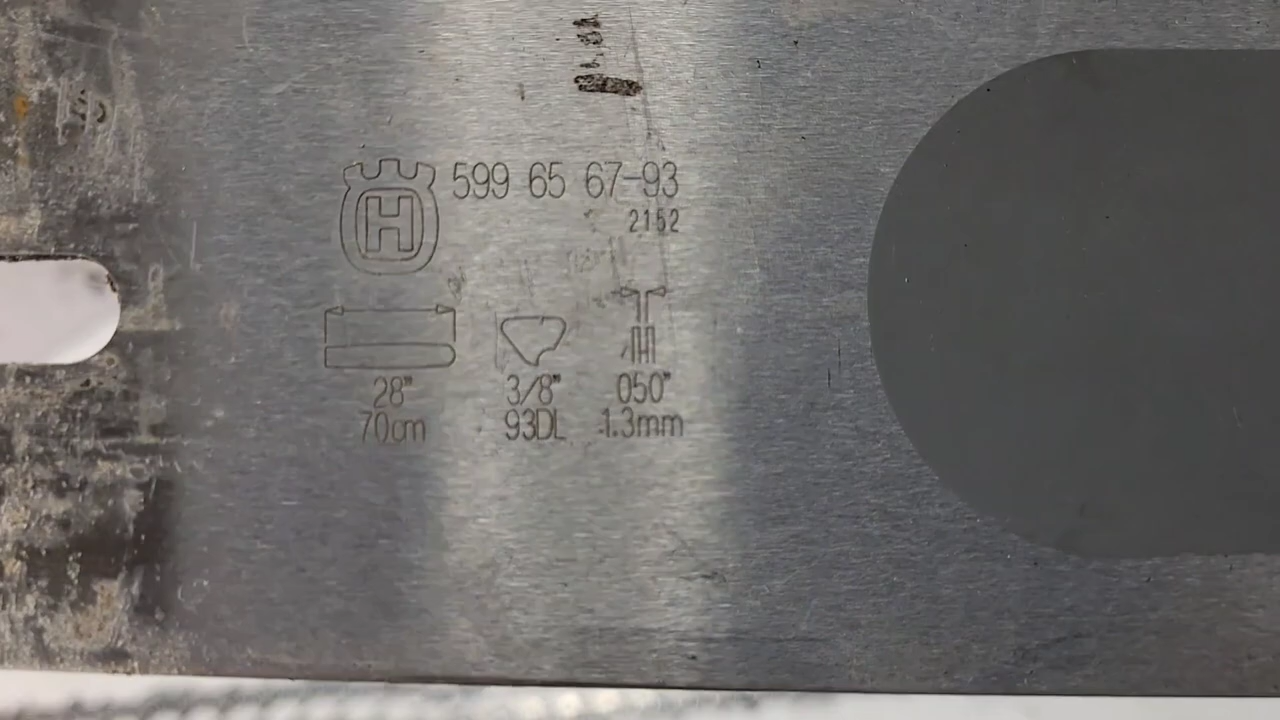 H 599 65 67-93
2152
28" 3/8" .050"
70cm 93DL 1.3mm